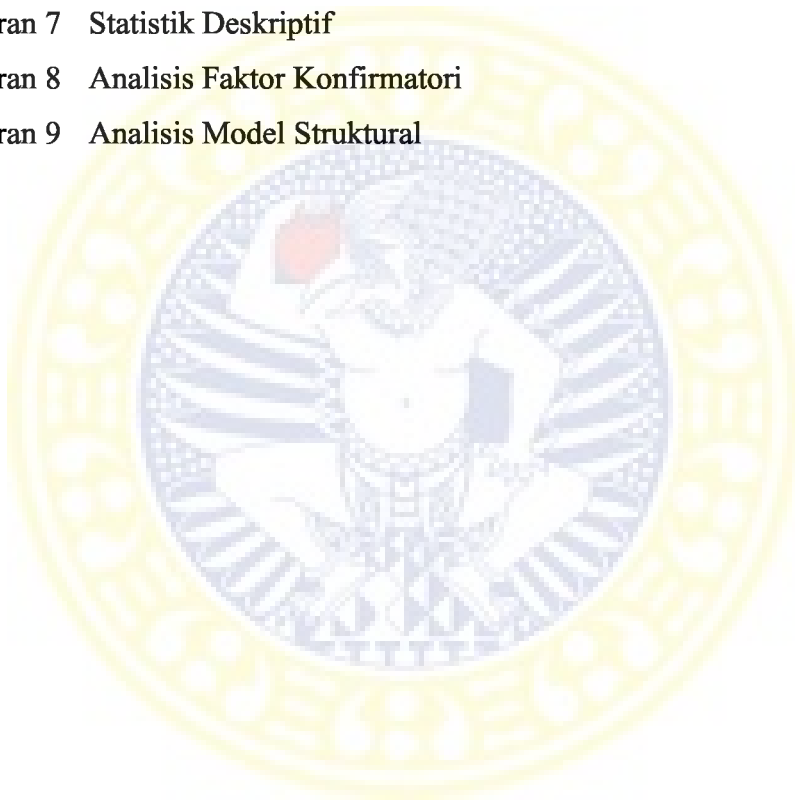 ran 7 Statistik Deskriptif
ran 8 Analisis Faktor Konfirmatori
ran 9 Analisis Model Struktural